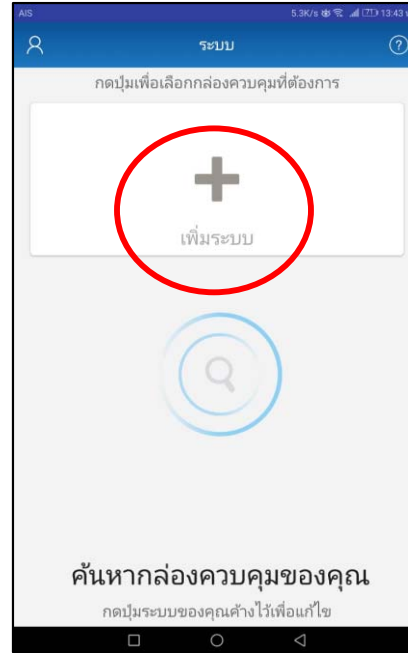 AIS 5.3K/s 71 13:43
ระบบ ?
กดปุ่มเพื่อเลือกกล่องควบคุมที่ต้องการ
เพิ่มระบบ
ค้นหากล่องควบคุมของคุณ
กดปุ่มระบบของคุณค้างไว้เพื่อแก้ไข